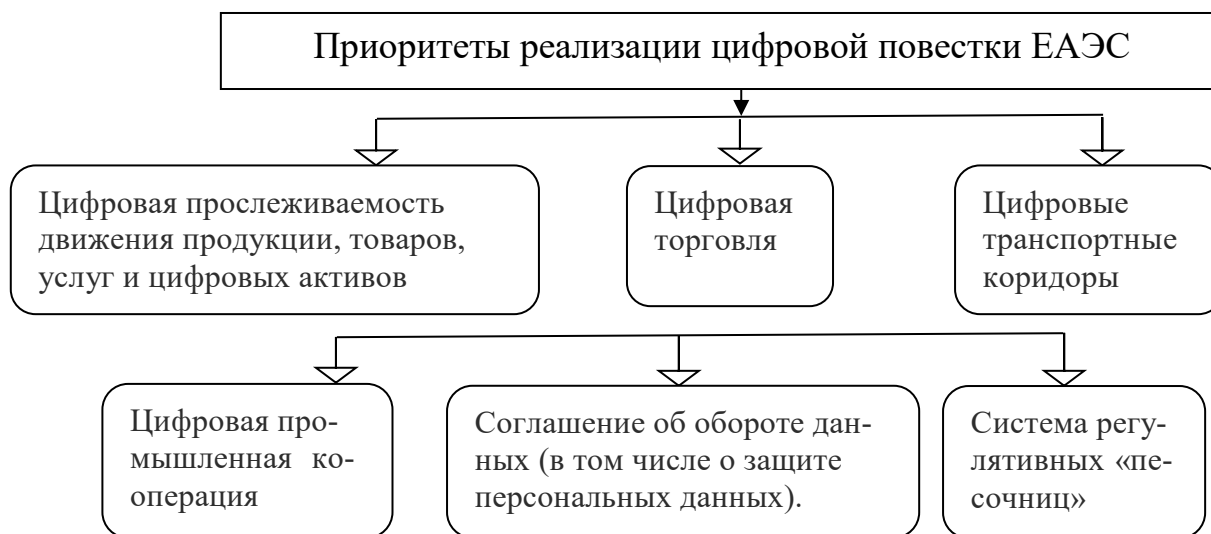 Приоритеты реализации цифровой повестки ЕАЭС
Цифровая прослеживаемость
движения продукции, товаров,
услуг и цифровых активов
Цифровая
торговля
Цифровые
транспортные
коридоры
Цифровая про-
мышленная ко-
операция
Соглашение об обороте дан-
ных (в том числе о защите
персональных данных).
Система регу-
лятивных «пе-
сочниц»